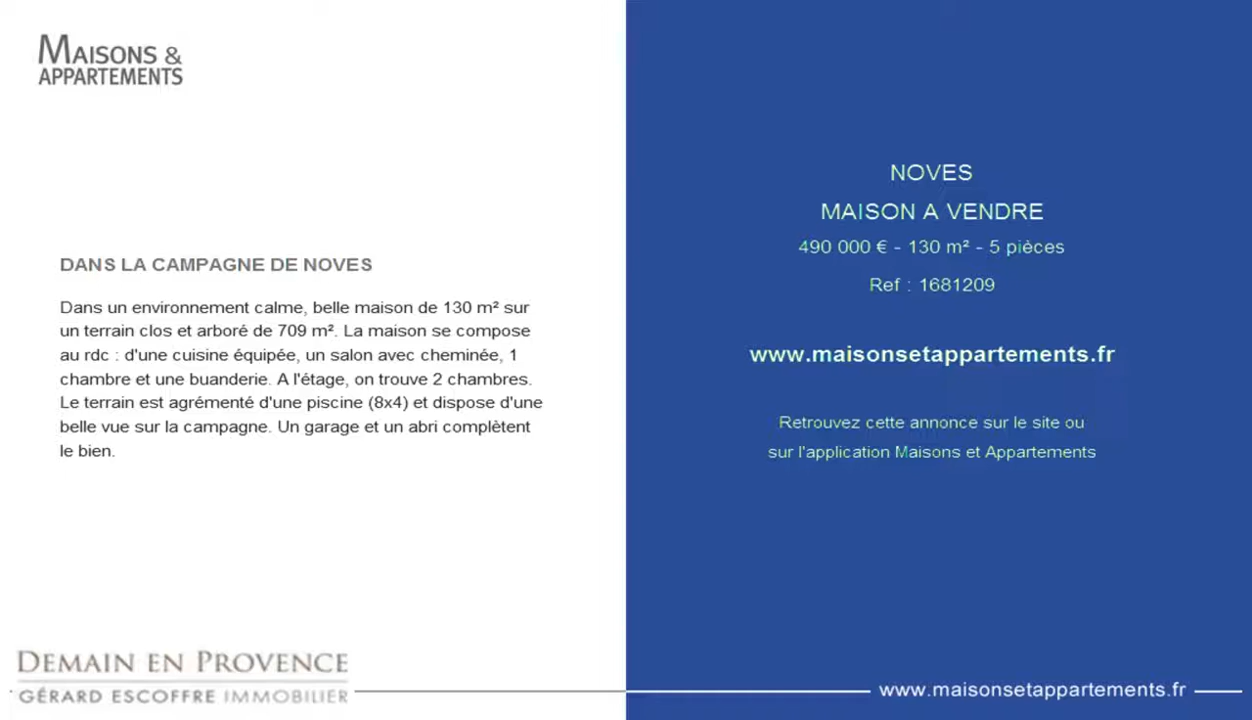 MAISONS &
APPARTEMENTS
DANS LA CAMPAGNE DE NOVES
Dans un environnement calme, belle maison de 130 m² sur
un terrain clos et arboré de 709 m². La maison se compose
au rdc : d'une cuisine équipée, un salon avec cheminée, 1
chambre et une buanderie. A l'étage, on trouve 2 chambres.
Le terrain est agrémenté d'une piscine (8x4) et dispose d'une
belle vue sur la campagne. Un garage et un abri complètent
le bien.
DEMAIN EN PROVENCE
GÉRARD ESCOFFRE IMMOBILIER
NOVES
MAISON A VENDRE
490 000 € - 130 m² - 5 pièces
Ref : 1681209
www.maisonsetappartements.fr
Retrouvez cette annonce sur le site ou
sur l'application Maisons et Appartements
www.maisonsetappartements.fr